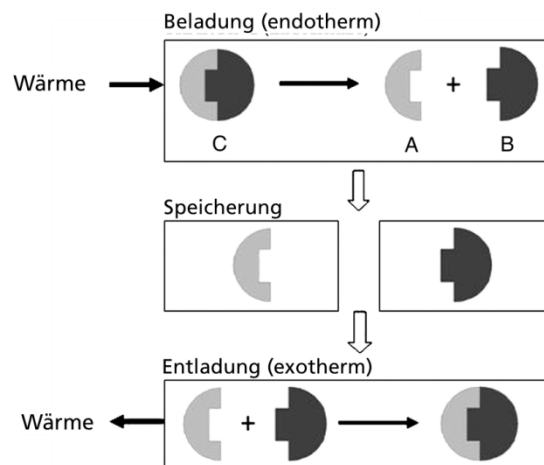 Beladung (endotherm)
Wärme
+
C A B
Speicherung
Entladung (exotherm)
Wärme
+